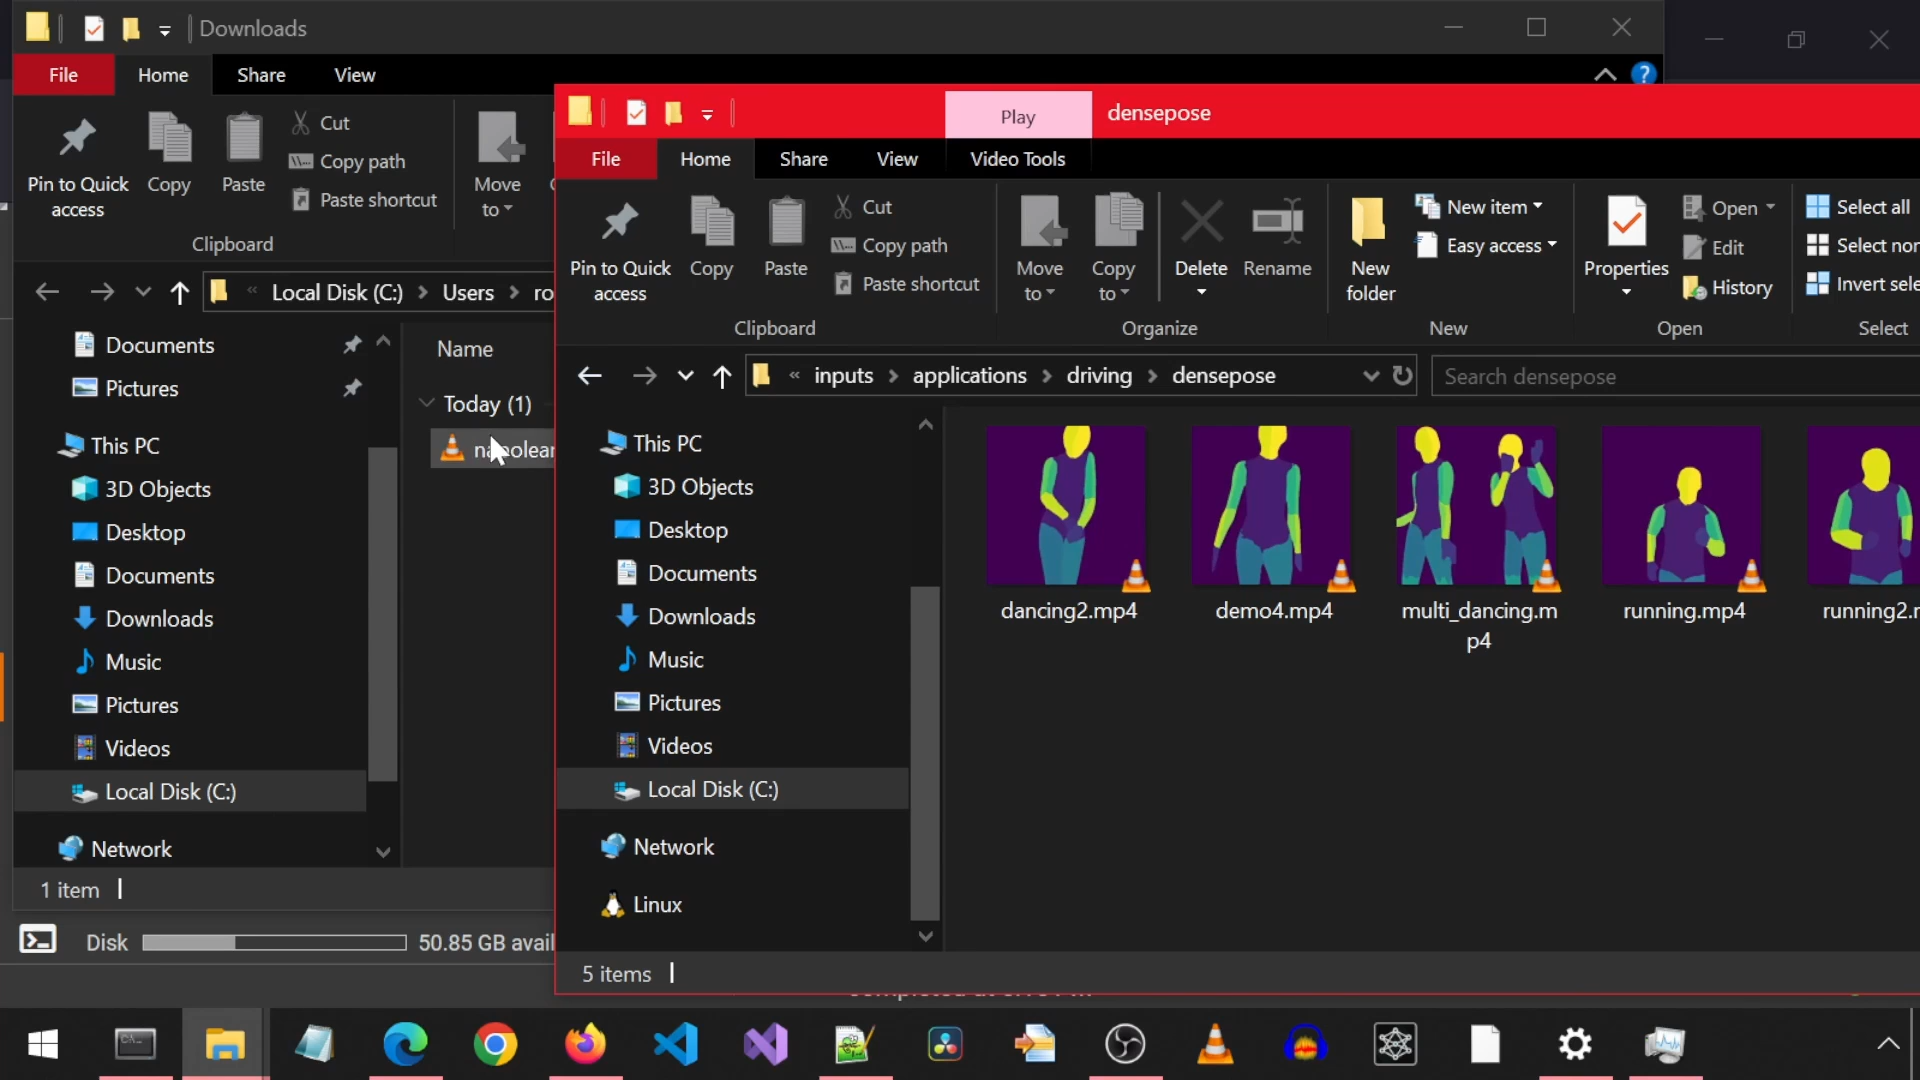 Downloads
File Home Share View
Pin to Quick access
Copy
Paste
Cut
Copy path
Paste shortcut
Move to
Clipboard
« Local Disk (C:) › Users ›
Documents
Pictures
This PC
3D Objects
Desktop
Documents
Downloads
Music
Pictures
Videos
Local Disk (C:)
Network
Name
Today (1)
1 item
Disk
50.85 GB
Play
densepose
File Home Share View Video Tools
Pin to Quick access
Copy
Paste
Cut
Copy path
Paste shortcut
Clipboard
Move to
Copy to
Delete
Rename
Organize
New folder
New item
Easy access
New
Properties
Open
Edit
History
Open
Select all
Select
Invert
Select
« inputs › applications › driving › densepose
Search densepose
This PC
3D Objects
Desktop
Documents
Downloads
Music
Pictures
Videos
Local Disk (C:)
Network
Linux
dancing2.mp4
demo4.mp4
multi_dancing.m
p4
running.mp4
5 items